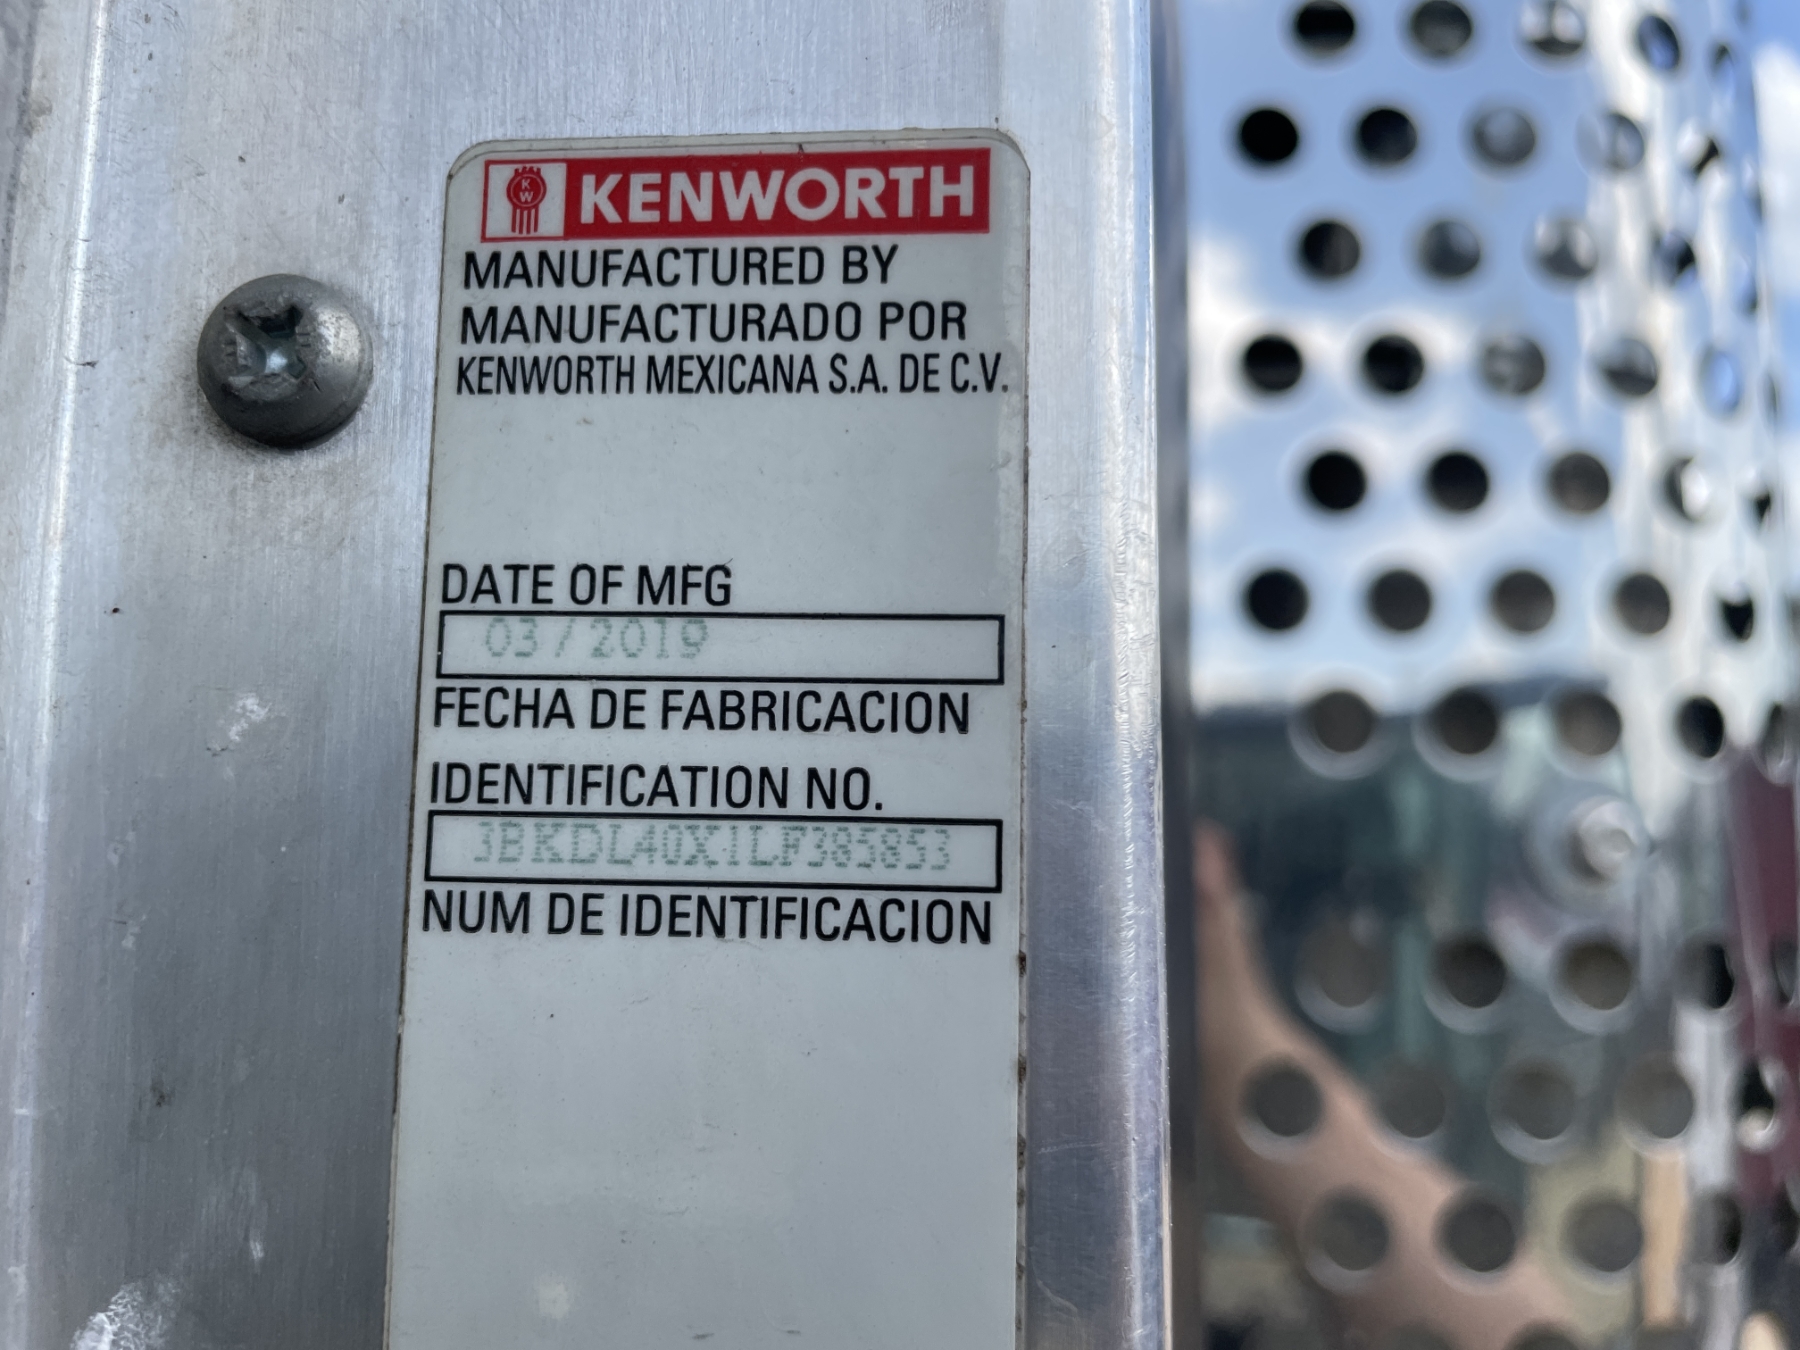 KW KENWORTH
MANUFACTURED BY
MANUFACTURADO POR
KENWORTH MEXICANA S.A. DE C.V.
DATE OF MFG
03/2019
FECHA DE FABRICACION
IDENTIFICATION NO.
3BKDL40X1LF385853
NUM DE IDENTIFICACION